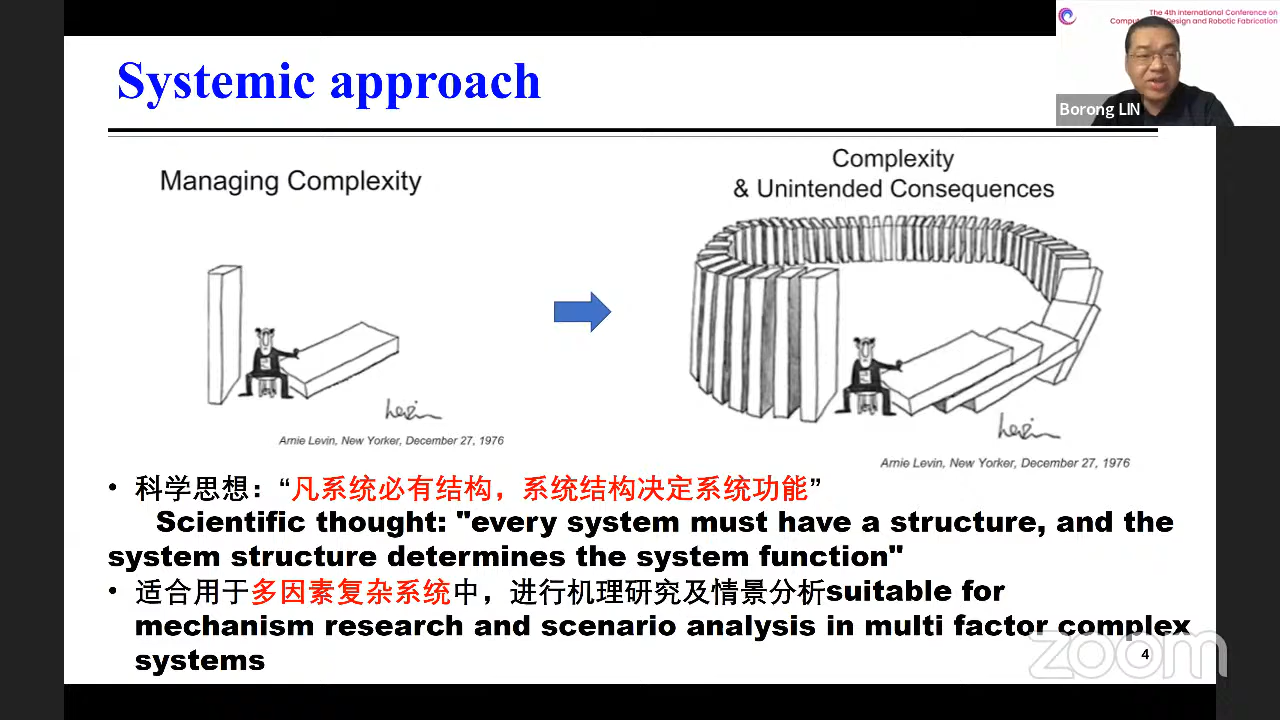 The 4th International Conference on
Computational Design and Robotic Fabrication
Borong LIN
Systemic approach
Managing Complexity
Complexity
& Unintended Consequences
Levin
Arnie Levin, New Yorker, December 27, 1976
Levin
Arnie Levin, New Yorker, December 27, 1976
• 科学思想：“凡系统必有结构，系统结构决定系统功能”
Scientific thought: "every system must have a structure, and the
system structure determines the system function"
• 适合用于多因素复杂系统中，进行机理研究及情景分析suitable for
mechanism research and scenario analysis in multi factor complex
systems
4
zoom